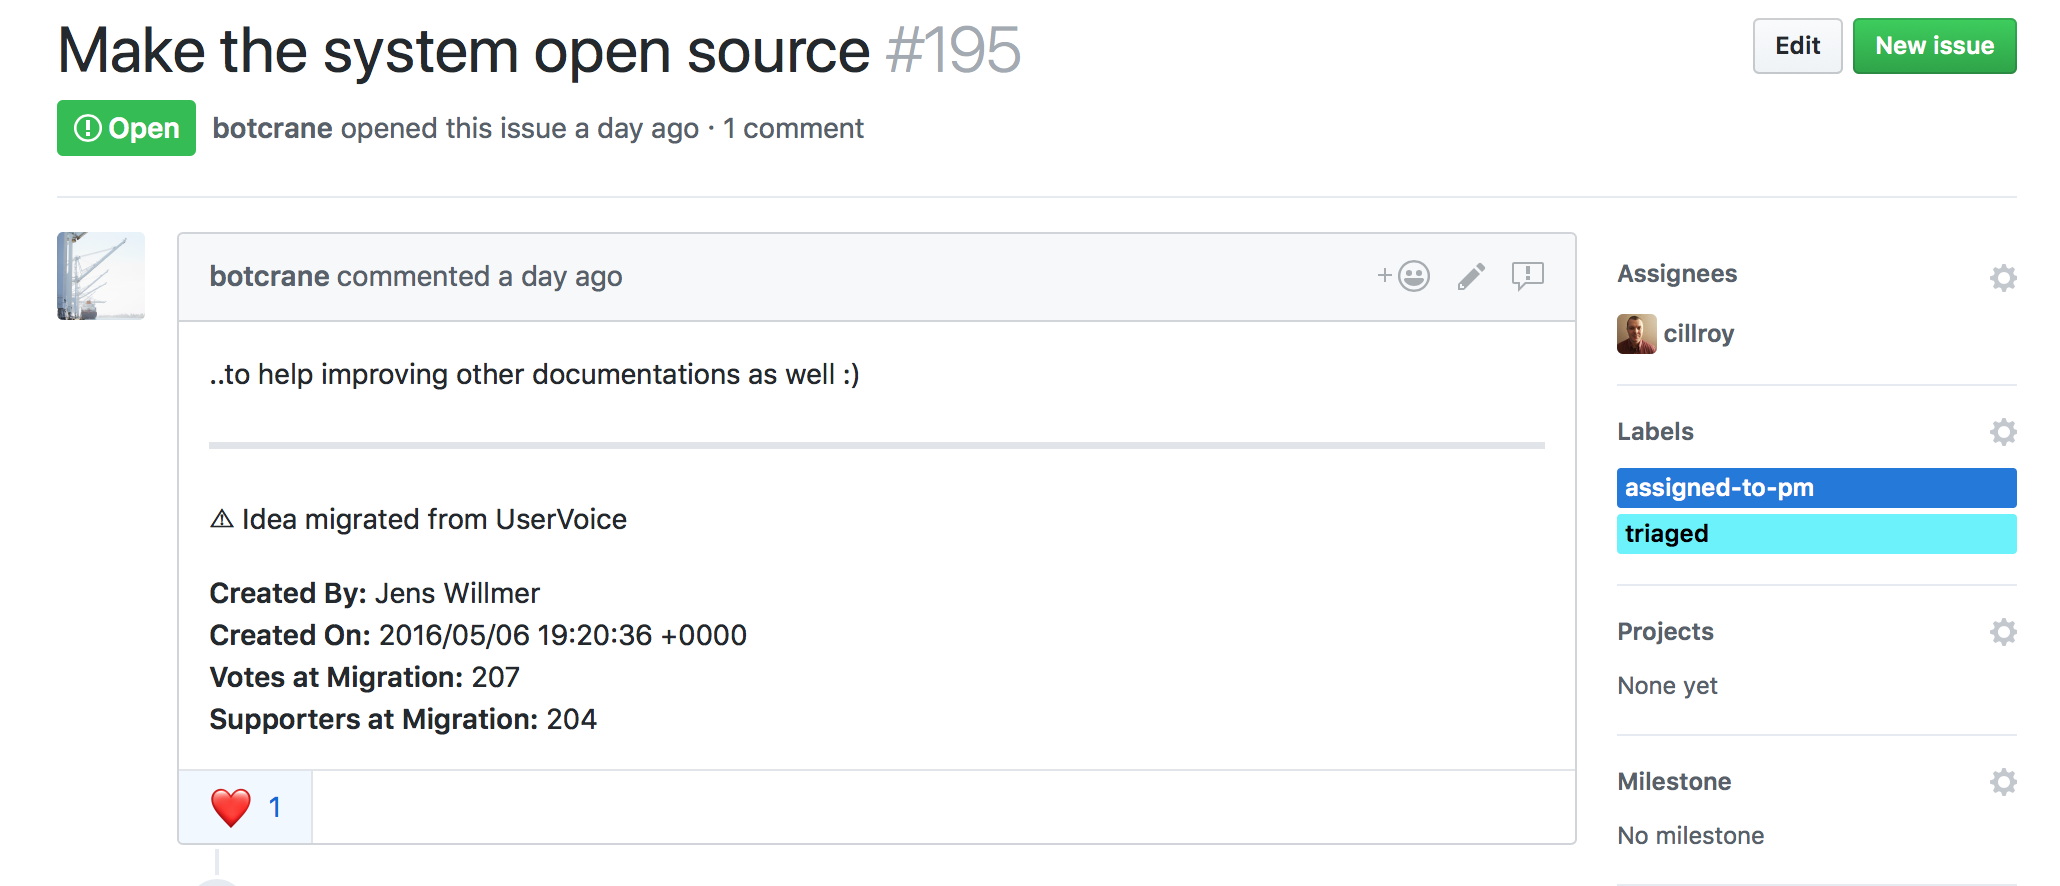 Make the system open source #195
Edit
New issue
Open
botcrane opened this issue a day ago · 1 comment
botcrane commented a day ago
..to help improving other documentations as well :)
⚠ Idea migrated from UserVoice
Created By: Jens Willmer
Created On: 2016/05/06 19:20:36 +0000
Votes at Migration: 207
Supporters at Migration: 204
❤️ 1
Assignees
cillroy
Labels
assigned-to-pm
triaged
Projects
None yet
Milestone
No milestone